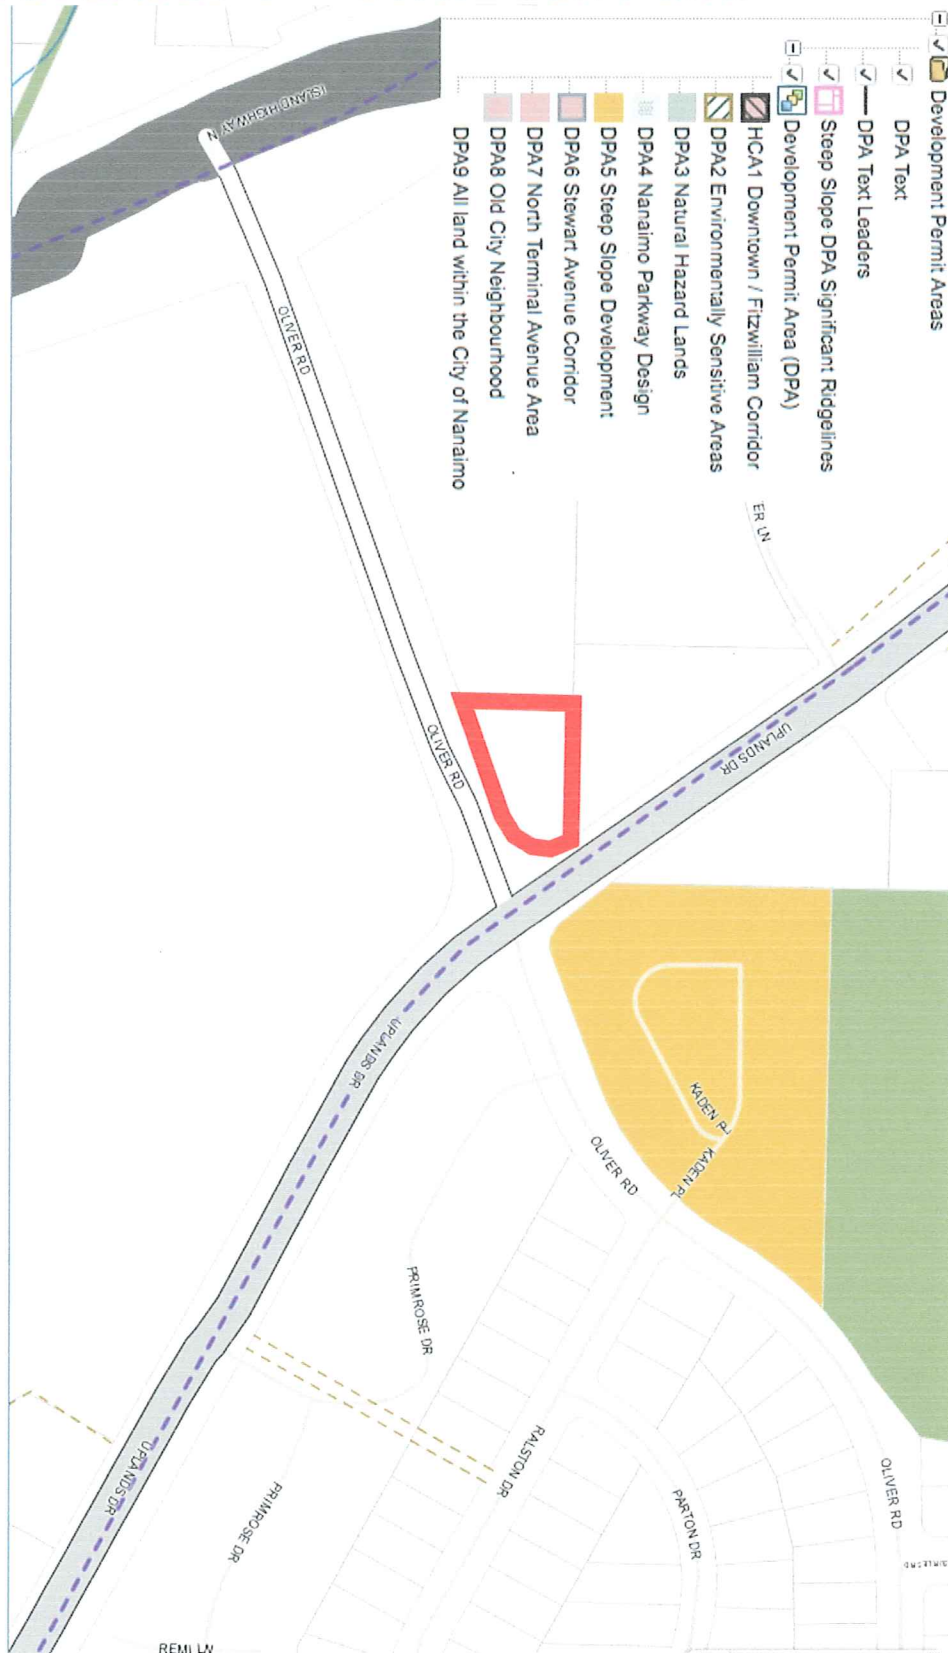 Development Permit Areas
DPA Text
DPA Text Leaders
Steep Slope DPA Significant Ridgelines
Development Permit Area (DPA)
HCA1 Downtown / Fitzwilliam Corridor
DPA2 Environmentally Sensitive Areas
DPA3 Natural Hazard Lands
DPA4 Nanaimo Parkway Design
DPA5 Steep Slope Development
DPA6 Stewart Avenue Corridor
DPA7 North Terminal Avenue Area
DPA8 Old City Neighbourhood
DPA9 All land within the City of Nanaimo
ER LN
UPLANDS DR
ISLAND HIGHWAY N
OLIVER RD
OLIVER RD
KADEN PL
KADEN PL
OLIVER RD
UPLANDS DR
OLIVER RD
PRIMROSE DR
RALSTON DR
PARTON DR
PRIMROSE DR
UPLANDS DR
REMI LN